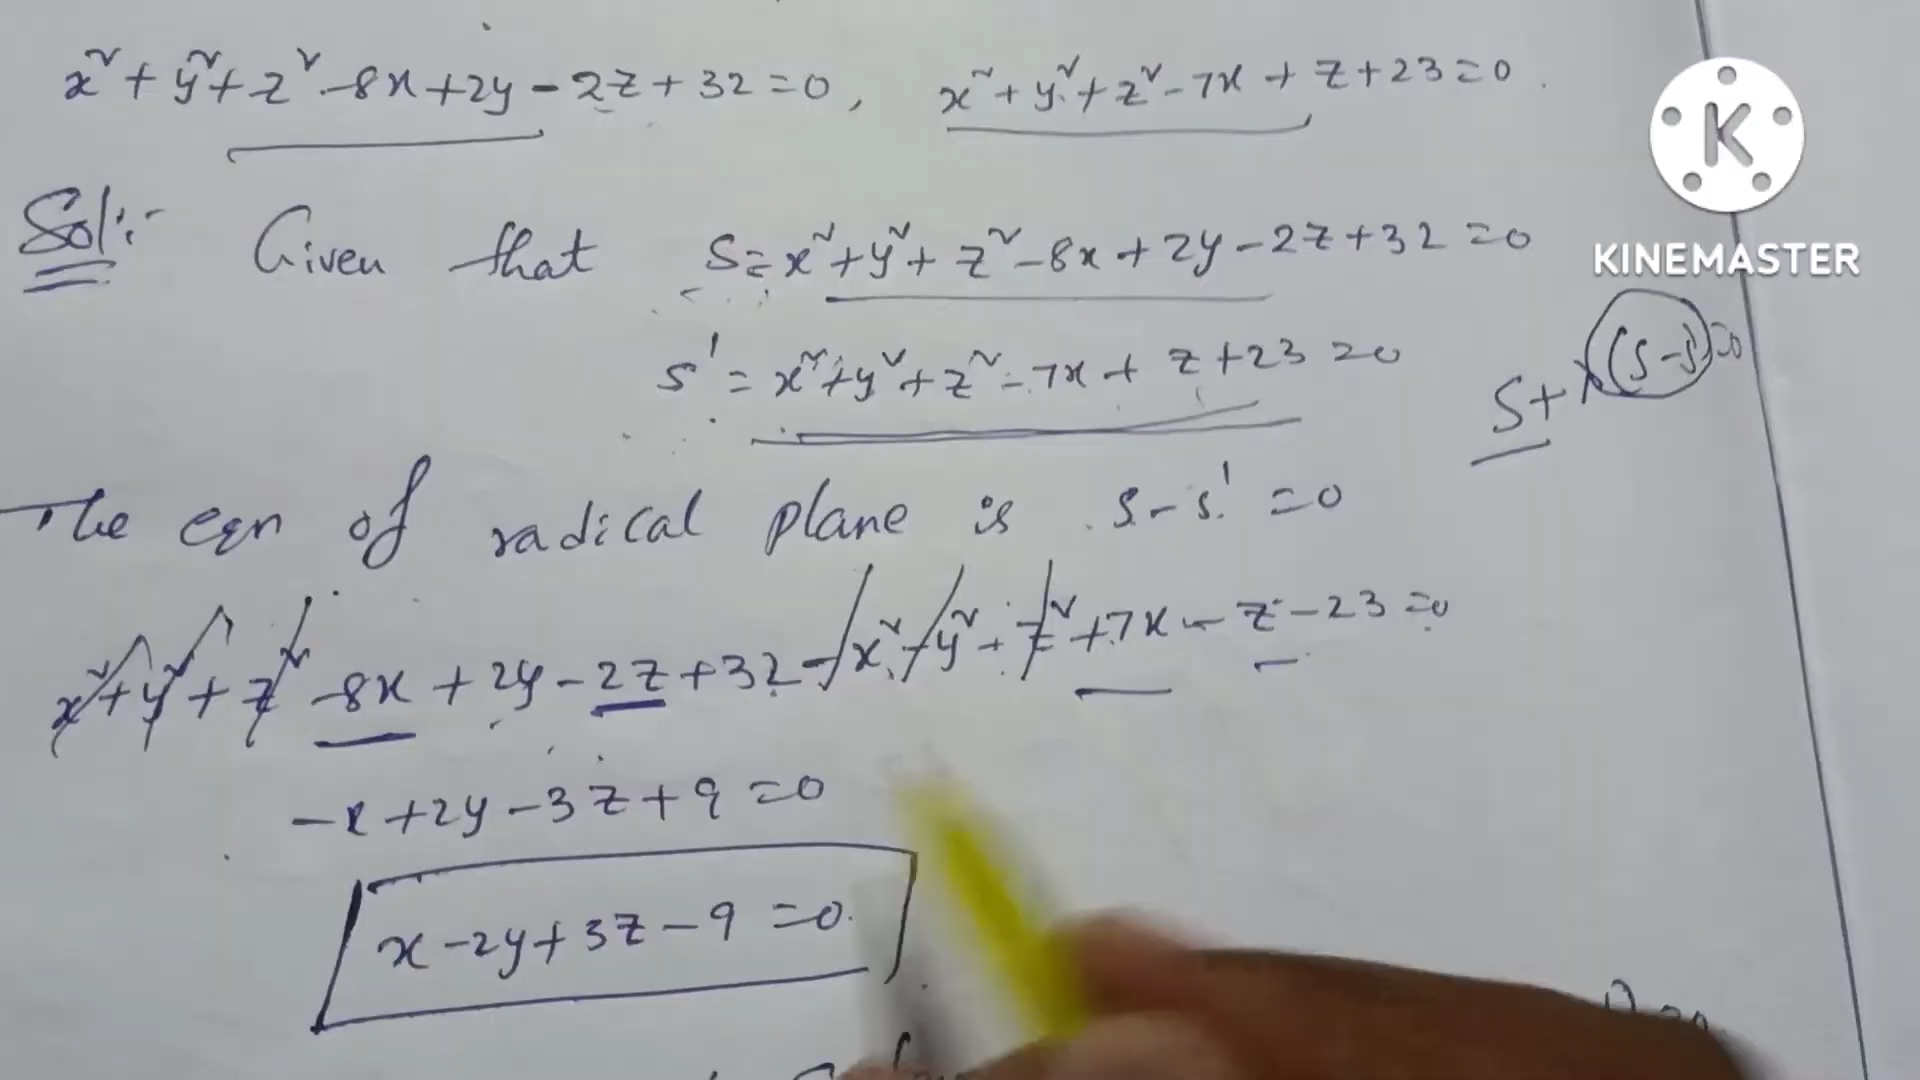 x² + y² + z² - 8x + 2y - 2z + 32 = 0, x² + y² + z² - 7x + z + 23 = 0.
Sol:- Given that S = x² + y² + z² - 8x + 2y - 2z + 32 = 0
S' = x² + y² + z² - 7x + z + 23 = 0
S + λ(S - S') = 0
The eqn of radical plane is S - S' = 0
x² + y² + z² - 8x + 2y - 2z + 32 - x² - y² - z² + 7x - z - 23 = 0
-x + 2y - 3z + 9 = 0
x - 2y + 3z - 9 = 0
K
KINEMASTER